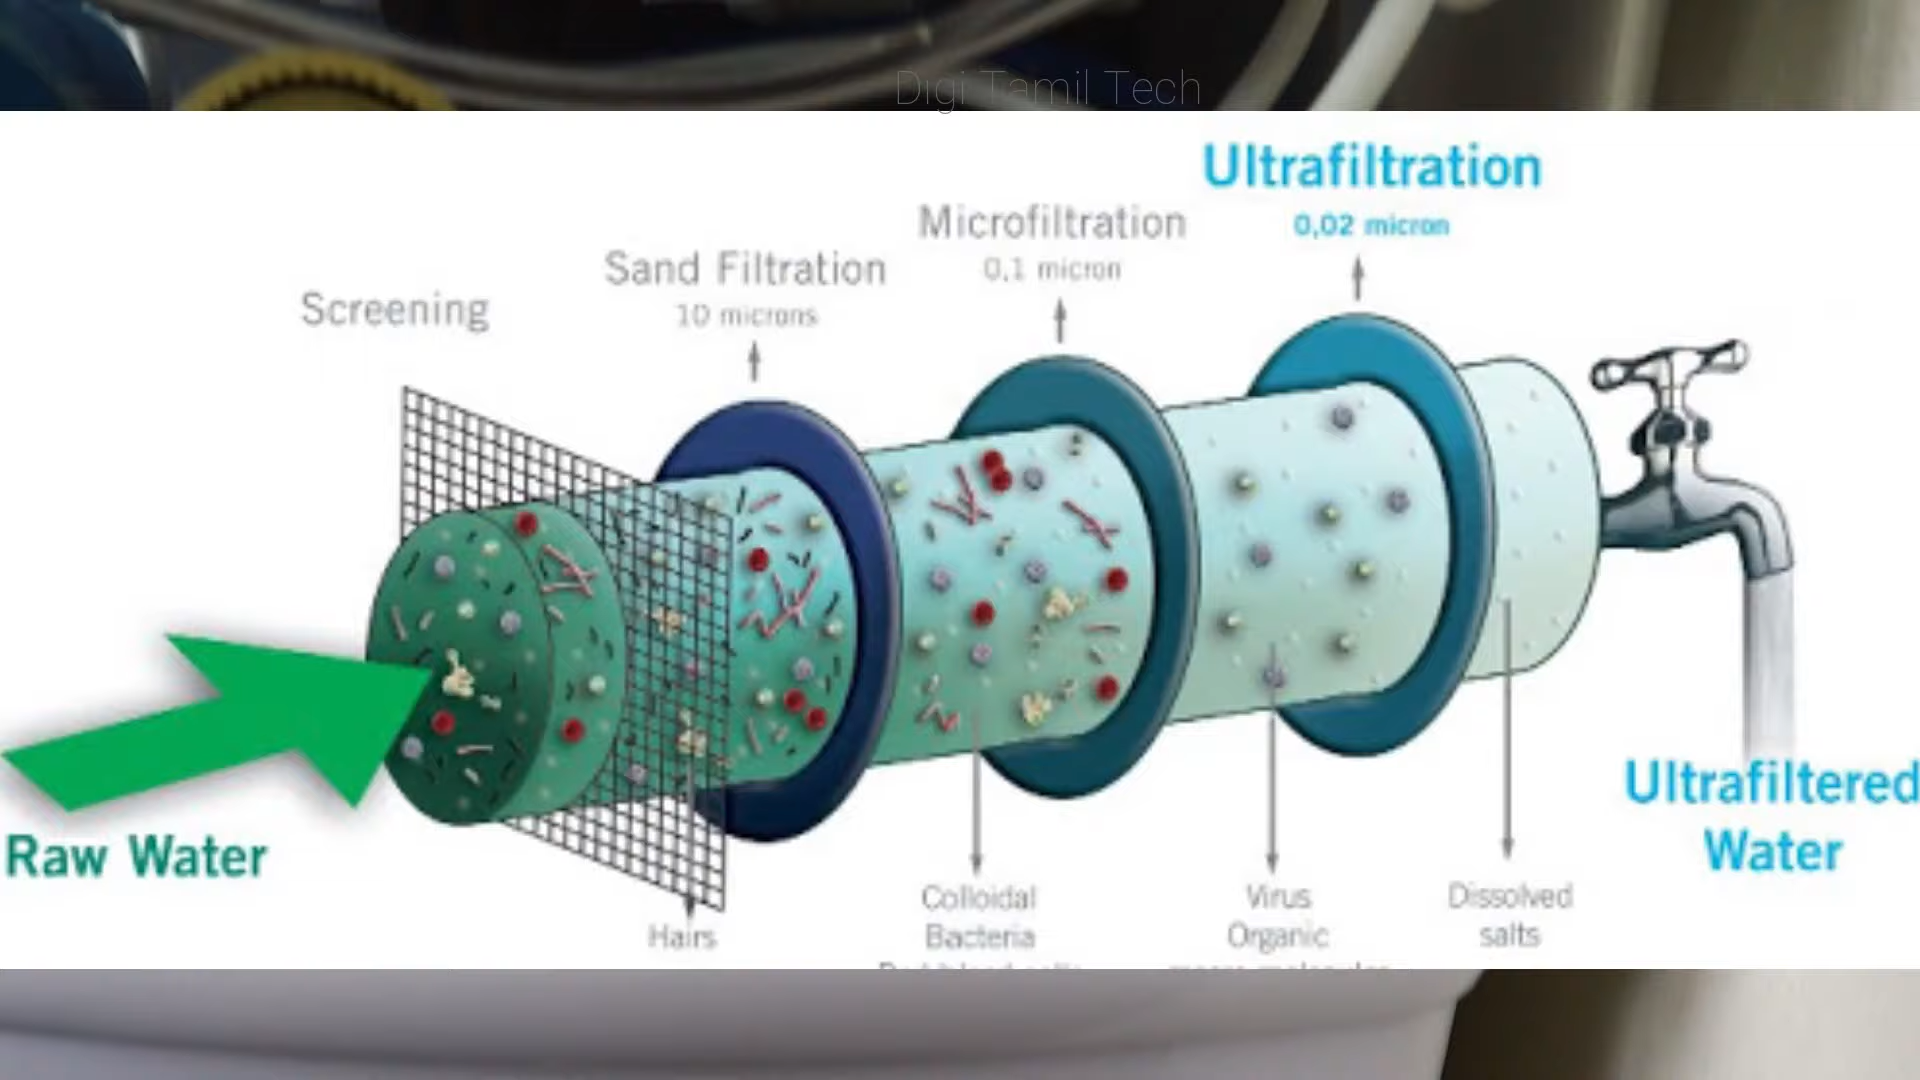 Digi Tamil Tech
Ultrafiltration
0,02 micron
Microfiltration
0.1 micron
Sand Filtration
10 microns
Screening
Raw Water
Hairs
Colloidal
Bacteria
Virus
Organic
Dissolved
salts
Ultrafiltered
Water